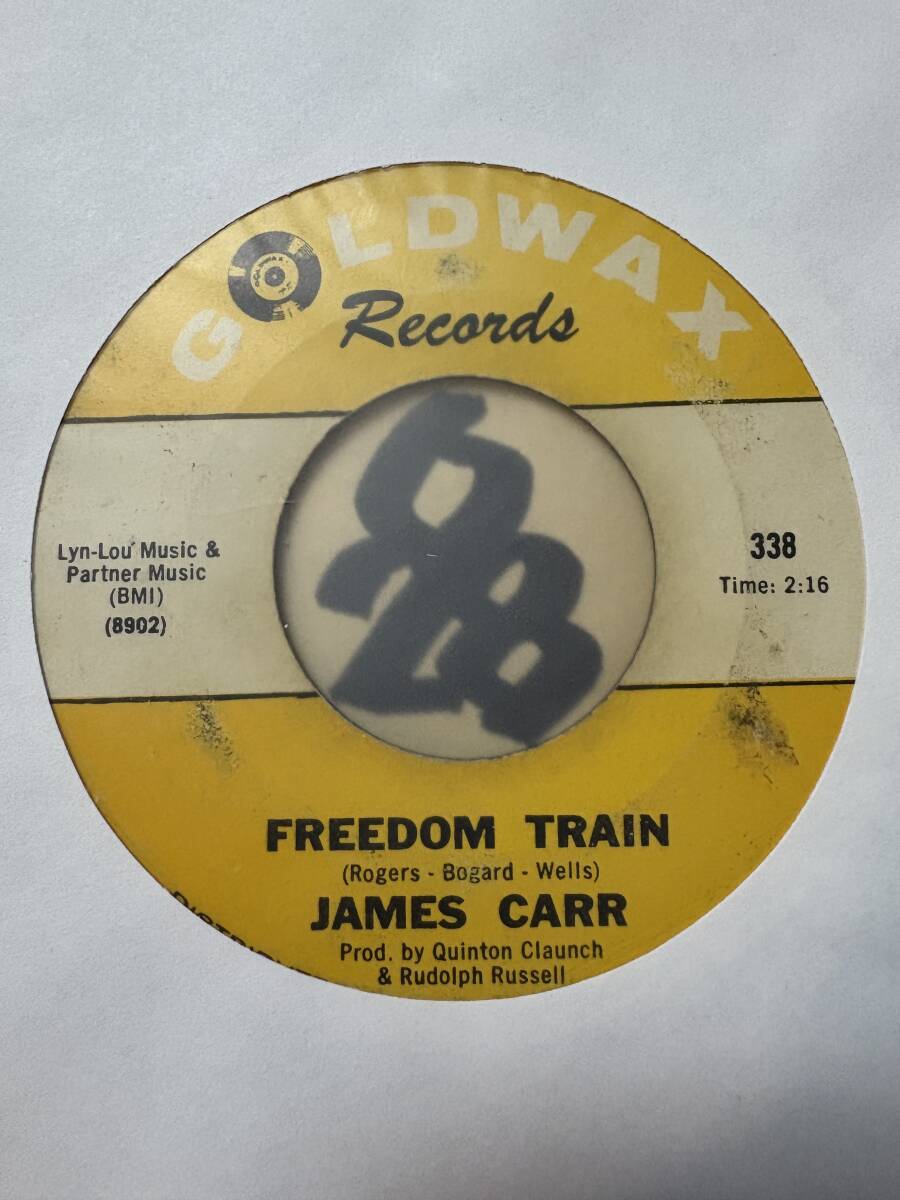 GOLDWAX
Records
Lyn-Lou Music &
Partner Music
(BMI)
(8902)
338
Time: 2:16
FREEDOM TRAIN
(Rogers - Bogard - Wells)
JAMES CARR
Prod. by Quinton Claunch
& Rudolph Russell